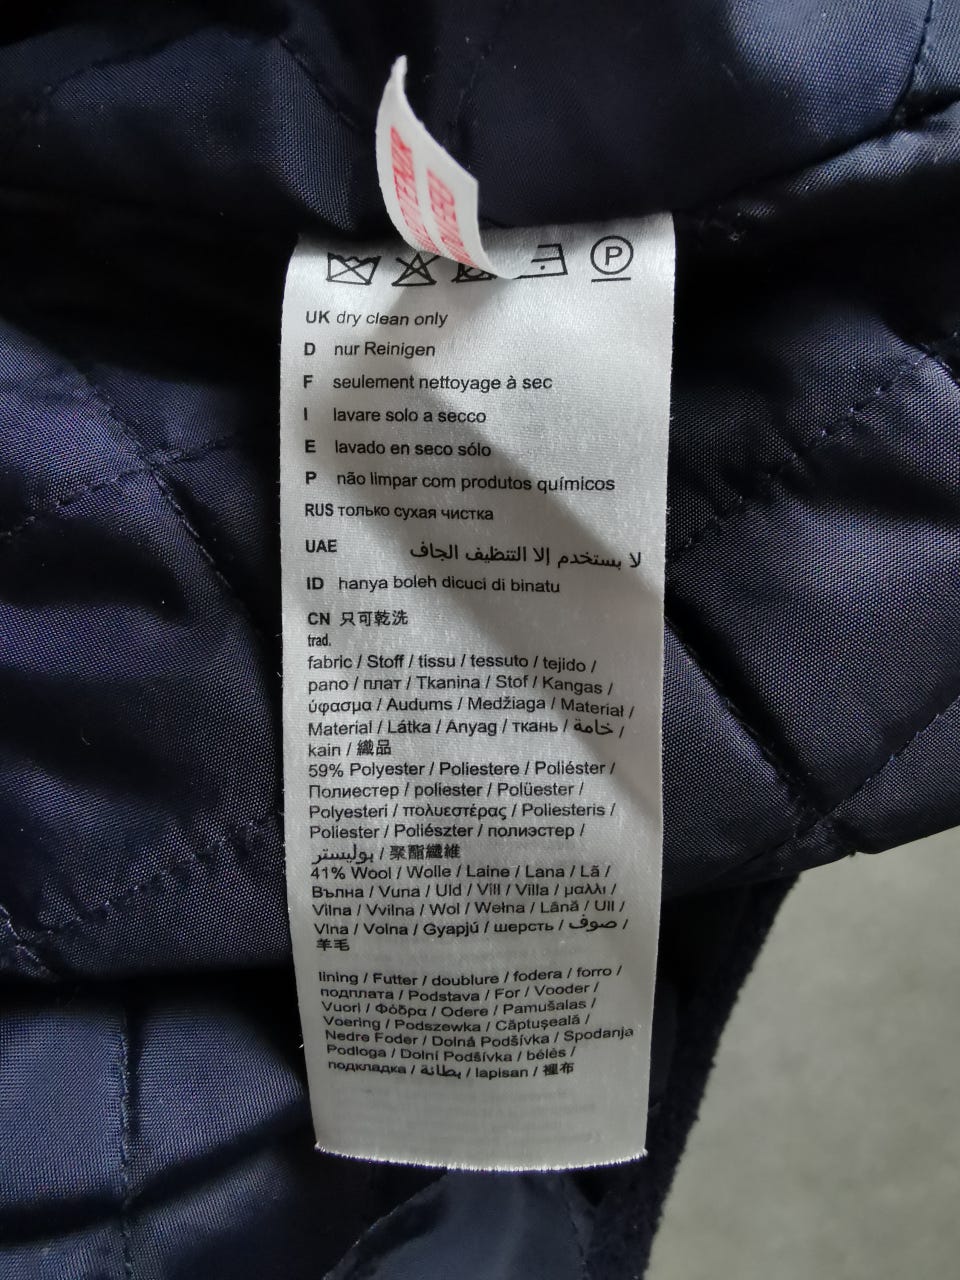 UK dry clean only
D nur Reinigen
F seulement nettoyage à sec
I lavare solo a secco
E lavado en seco sólo
P não limpar com produtos químicos
RUS только сухая чистка
UAE لا يستخدم إلا التنظيف الجاف
ID hanya boleh dicuci di binatu
CN 只可乾洗
trad.
fabric / Stoff / tissu / tessuto / tejido /
pano / плат / Tkanina / Stof / Kangas /
ύφασμα / Audums / Medžiaga / Materiał /
Material / Látka / Anyag / ткань / خامة /
kain / 織品
59% Polyester / Poliestere / Poliéster /
Полиестер / poliester / Polüester /
Polyesteri / πολυεστέρας / Poliesteris /
Poliester / Poliészter / полиэстер /
بوليستر / 聚酯纖維
41% Wool / Wolle / Laine / Lana / Lã /
Вълна / Vuna / Uld / Vill / Villa / μαλλι /
Vilna / Vvilna / Wol / Wełna / Lână / Ull /
Vlna / Volna / Gyapjú / шерсть / صوف /
羊毛
lining / Futter / doublure / fodera / forro /
подплата / Podstava / For / Vooder /
Vuori / Φόδρα / Odere / Pamušalas /
Voering / Podszewka / Căptuşeală /
Nedre Foder / Dolná Podšívka / Spodanja
Podloga / Dolní Podšívka / bélés /
подкладка / بطانة / lapisan / 裡布
P